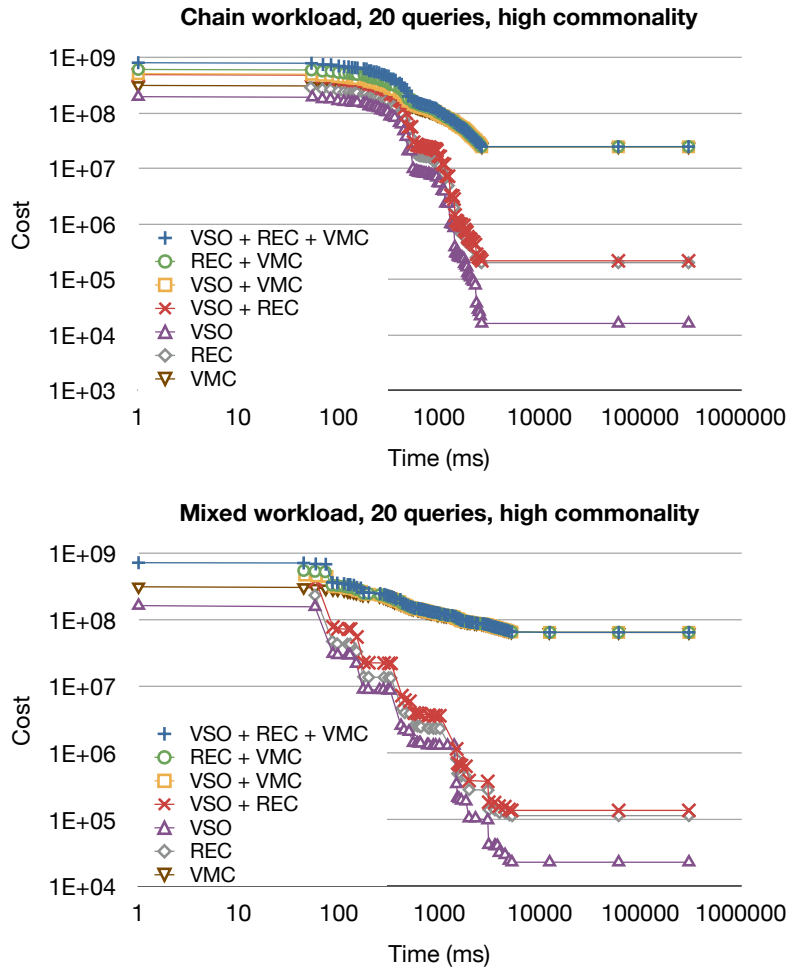 Chain workload, 20 queries, high commonality
1E+09
1E+08
1E+07
1E+06
1E+05
1E+04
1E+03
Cost
VSO + REC + VMC
REC + VMC
VSO + VMC
VSO + REC
VSO
REC
VMC
1 10 100 1000 10000 100000 1000000
Time (ms)
Mixed workload, 20 queries, high commonality
1E+09
1E+08
1E+07
1E+06
1E+05
1E+04
Cost
VSO + REC + VMC
REC + VMC
VSO + VMC
VSO + REC
VSO
REC
VMC
1 10 100 1000 10000 100000 1000000
Time (ms)